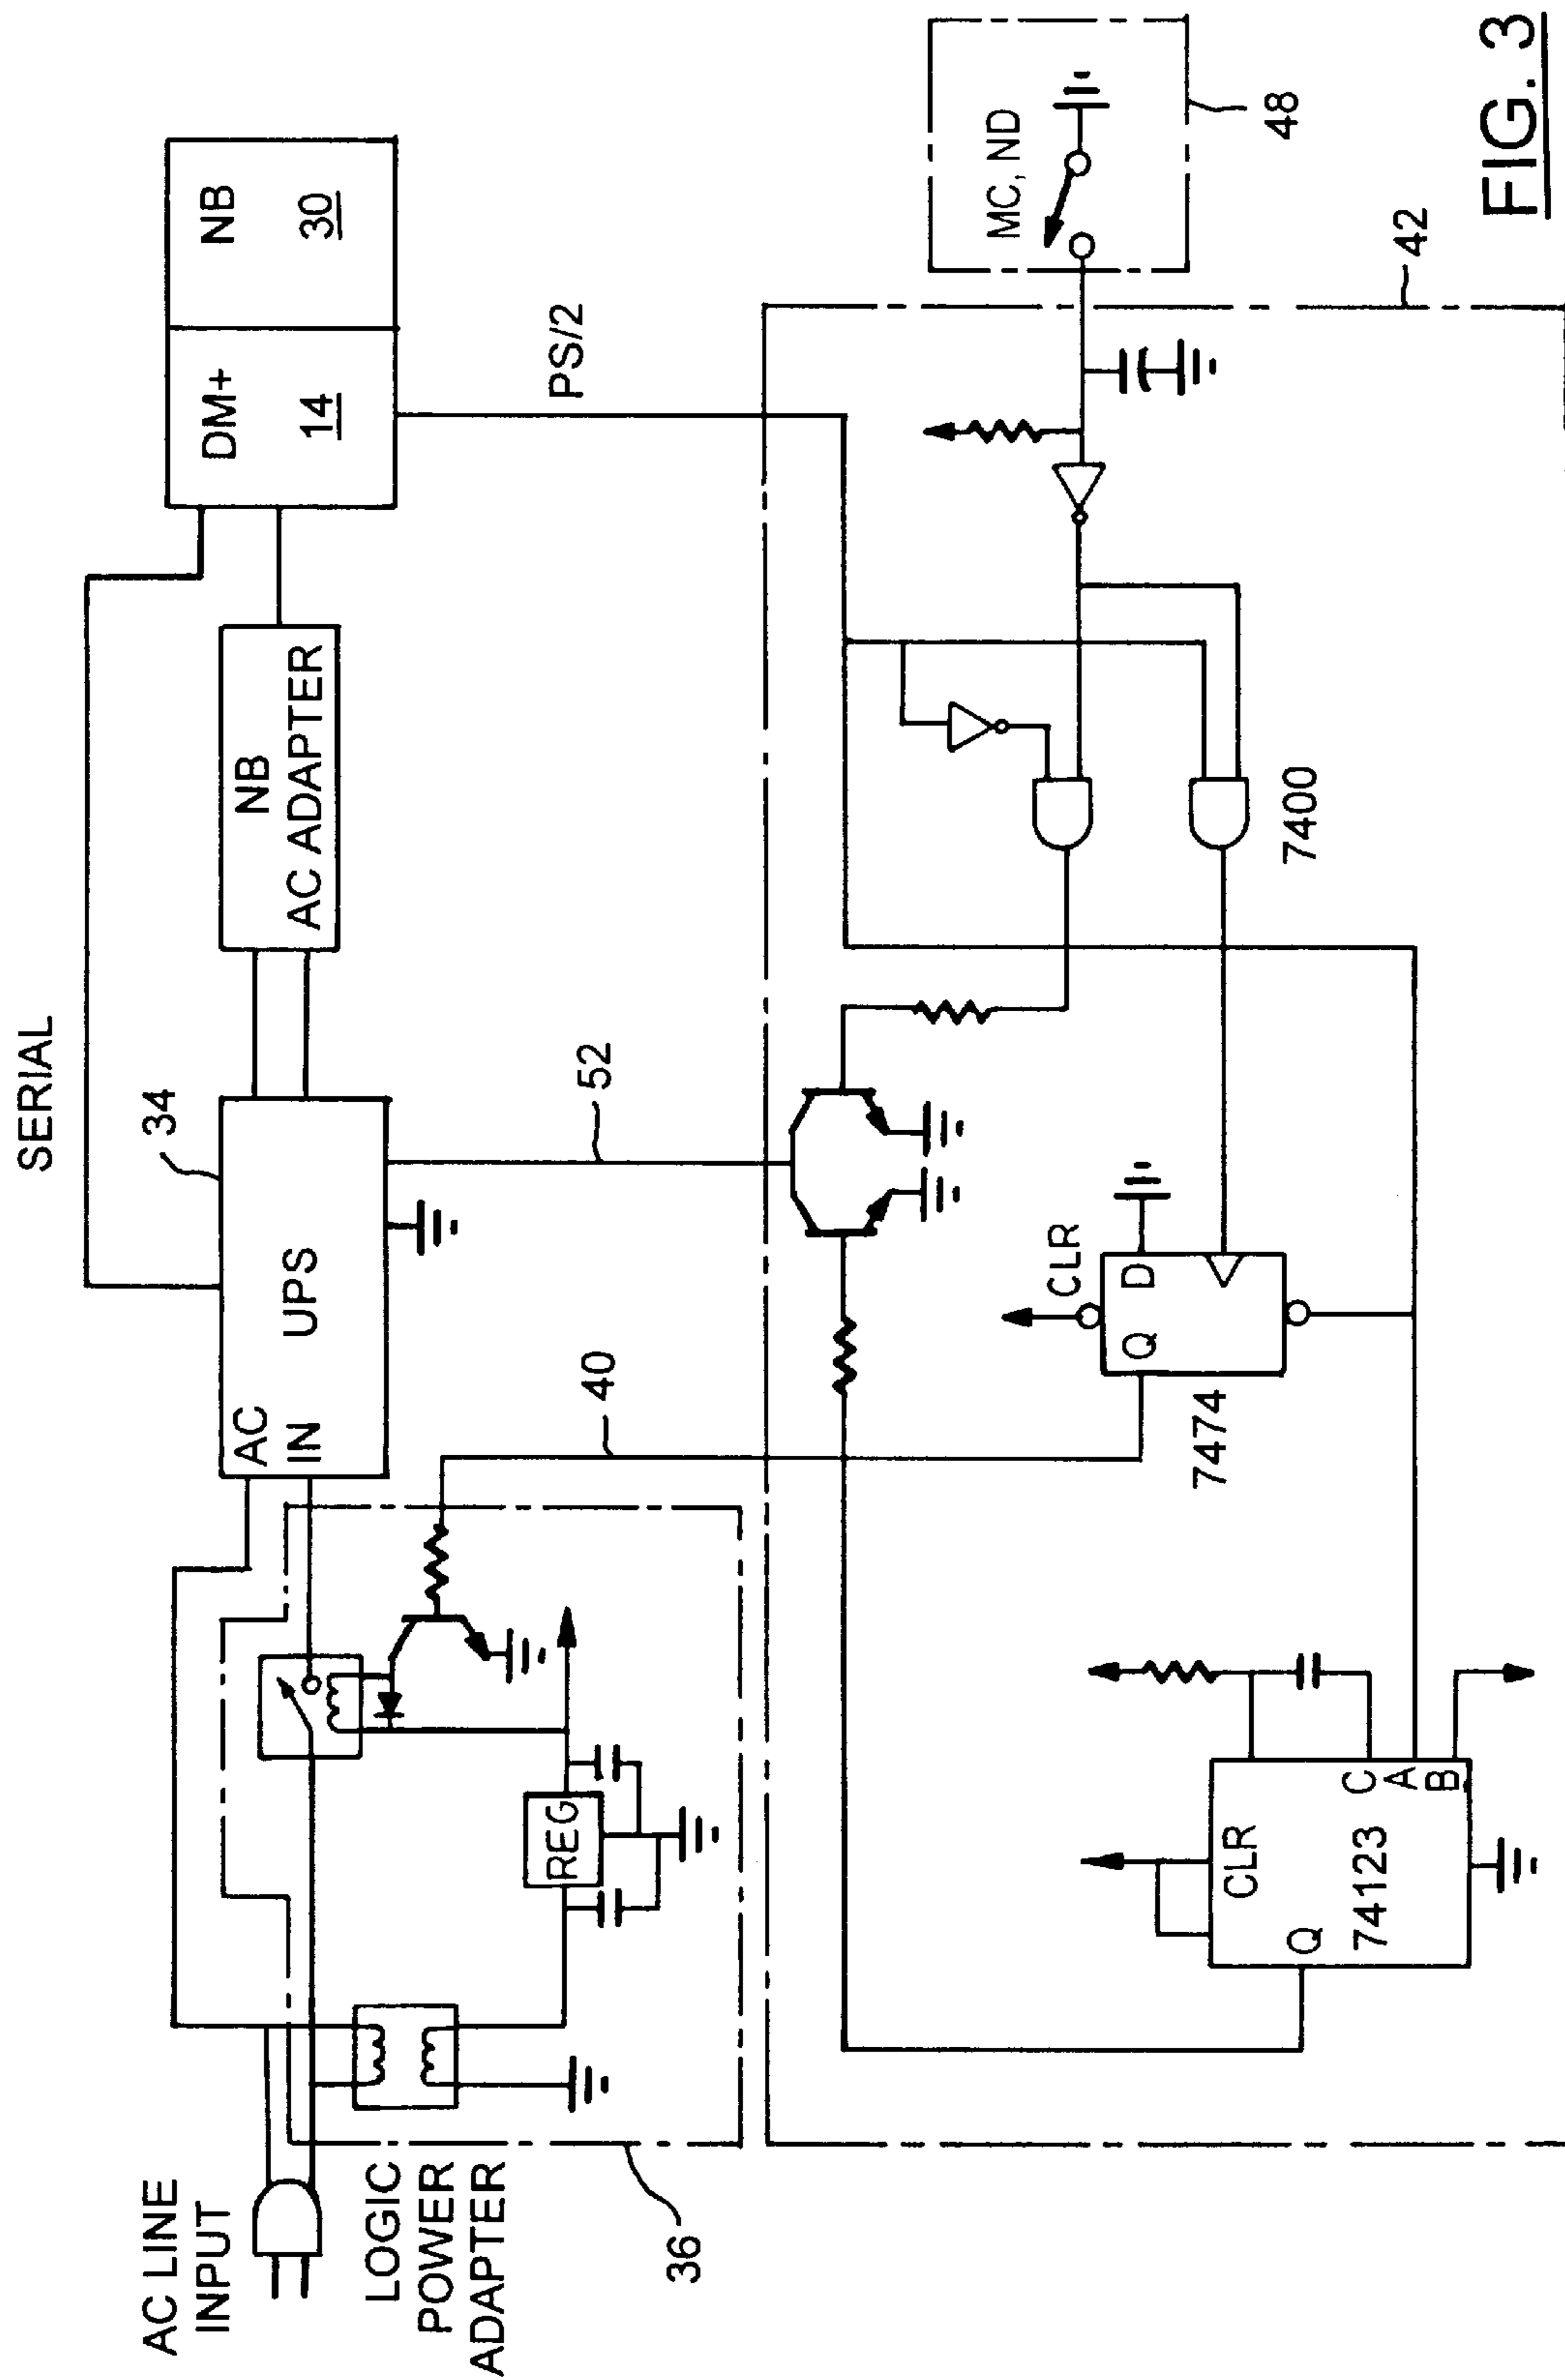 SERIAL
AC LINE
INPUT
LOGIC
POWER
ADAPTER
36
AC
IN
UPS
34
NB
AC ADAPTER
DM+
14
NB
30
PS/2
REG
40
52
CLR
Q
D
7474
7400
CLR
Q
74123
C
A
B
MC, ND
48
42
FIG. 3